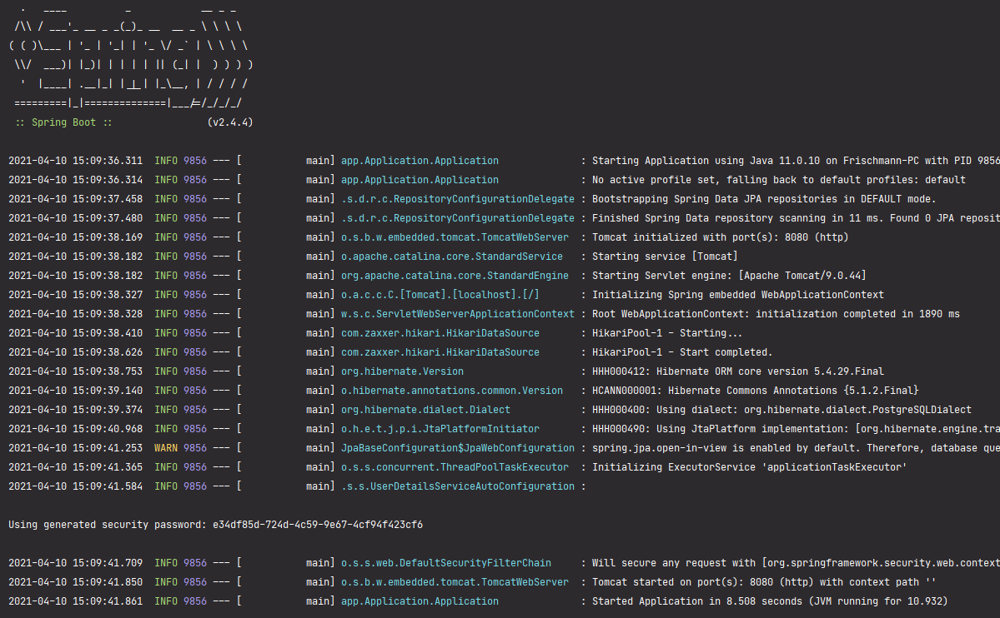 .   ____          _            __ _ _
 /\\ / ___'_ __ _ _(_)_ __  __ _ \ \ \ \
( ( )\___ | '_ | '_| | '_ \/ _` | \ \ \ \
 \\/  ___)| |_)| | | | | || (_| |  ) ) ) )
  '  |____| .__|_| |_|_| |_\__, | / / / /
 =========|_|==============|___/=/_/_/_/
 :: Spring Boot ::                (v2.4.4)
2021-04-10 15:09:36.311  INFO 9856 --- [           main] app.Application.Application              : Starting Application using Java 11.0.10 on Frischmann-PC with PID 9856
2021-04-10 15:09:36.314  INFO 9856 --- [           main] app.Application.Application              : No active profile set, falling back to default profiles: default
2021-04-10 15:09:37.458  INFO 9856 --- [           main] .s.d.r.c.RepositoryConfigurationDelegate : Bootstrapping Spring Data JPA repositories in DEFAULT mode.
2021-04-10 15:09:37.480  INFO 9856 --- [           main] .s.d.r.c.RepositoryConfigurationDelegate : Finished Spring Data repository scanning in 11 ms. Found 0 JPA reposit
2021-04-10 15:09:38.169  INFO 9856 --- [           main] o.s.b.w.embedded.tomcat.TomcatWebServer  : Tomcat initialized with port(s): 8080 (http)
2021-04-10 15:09:38.182  INFO 9856 --- [           main] o.apache.catalina.core.StandardService   : Starting service [Tomcat]
2021-04-10 15:09:38.182  INFO 9856 --- [           main] org.apache.catalina.core.StandardEngine  : Starting Servlet engine: [Apache Tomcat/9.0.44]
2021-04-10 15:09:38.327  INFO 9856 --- [           main] o.a.c.c.C.[Tomcat].[localhost].[/]       : Initializing Spring embedded WebApplicationContext
2021-04-10 15:09:38.328  INFO 9856 --- [           main] w.s.c.ServletWebServerApplicationContext : Root WebApplicationContext: initialization completed in 1890 ms
2021-04-10 15:09:38.410  INFO 9856 --- [           main] com.zaxxer.hikari.HikariDataSource       : HikariPool-1 - Starting...
2021-04-10 15:09:38.626  INFO 9856 --- [           main] com.zaxxer.hikari.HikariDataSource       : HikariPool-1 - Start completed.
2021-04-10 15:09:38.753  INFO 9856 --- [           main] org.hibernate.Version                    : HHH000412: Hibernate ORM core version 5.4.29.Final
2021-04-10 15:09:39.140  INFO 9856 --- [           main] o.hibernate.annotations.common.Version   : HCANN000001: Hibernate Commons Annotations {5.1.2.Final}
2021-04-10 15:09:39.374  INFO 9856 --- [           main] org.hibernate.dialect.Dialect            : HHH000400: Using dialect: org.hibernate.dialect.PostgreSQLDialect
2021-04-10 15:09:40.968  INFO 9856 --- [           main] o.h.e.t.j.p.i.JtaPlatformInitiator       : HHH000490: Using JtaPlatform implementation: [org.hibernate.engine.tra
2021-04-10 15:09:41.253  WARN 9856 --- [           main] JpaBaseConfiguration$JpaWebConfiguration : spring.jpa.open-in-view is enabled by default. Therefore, database que
2021-04-10 15:09:41.365  INFO 9856 --- [           main] o.s.s.concurrent.ThreadPoolTaskExecutor  : Initializing ExecutorService 'applicationTaskExecutor'
2021-04-10 15:09:41.584  INFO 9856 --- [           main] .s.s.UserDetailsServiceAutoConfiguration :
Using generated security password: e34df85d-724d-4c59-9e67-4cf94f423cf6
2021-04-10 15:09:41.709  INFO 9856 --- [           main] o.s.s.web.DefaultSecurityFilterChain     : Will secure any request with [org.springframework.security.web.context
2021-04-10 15:09:41.850  INFO 9856 --- [           main] o.s.b.w.embedded.tomcat.TomcatWebServer  : Tomcat started on port(s): 8080 (http) with context path ''
2021-04-10 15:09:41.861  INFO 9856 --- [           main] app.Application.Application              : Started Application in 8.508 seconds (JVM running for 10.932)